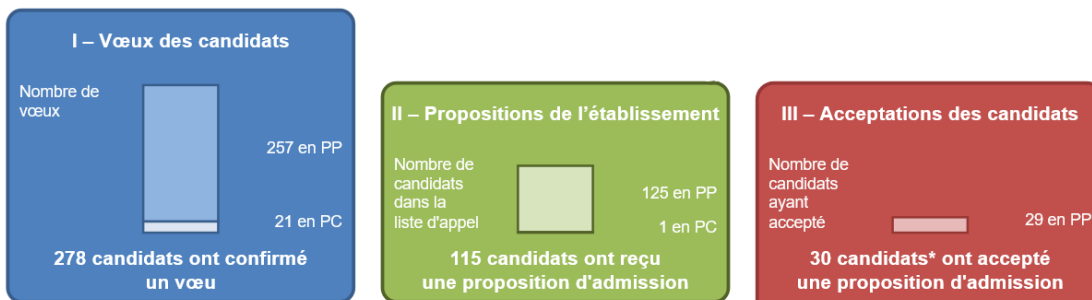 I – Vœux des candidats
Nombre de
vœux
257 en PP
21 en PC
278 candidats ont confirmé
un vœu
II – Propositions de l'établissement
Nombre de
candidats
dans la
liste d'appel
125 en PP
1 en PC
115 candidats ont reçu
une proposition d'admission
III – Acceptations des candidats
Nombre de
candidats
ayant
accepté
29 en PP
30 candidats* ont accepté
une proposition d'admission